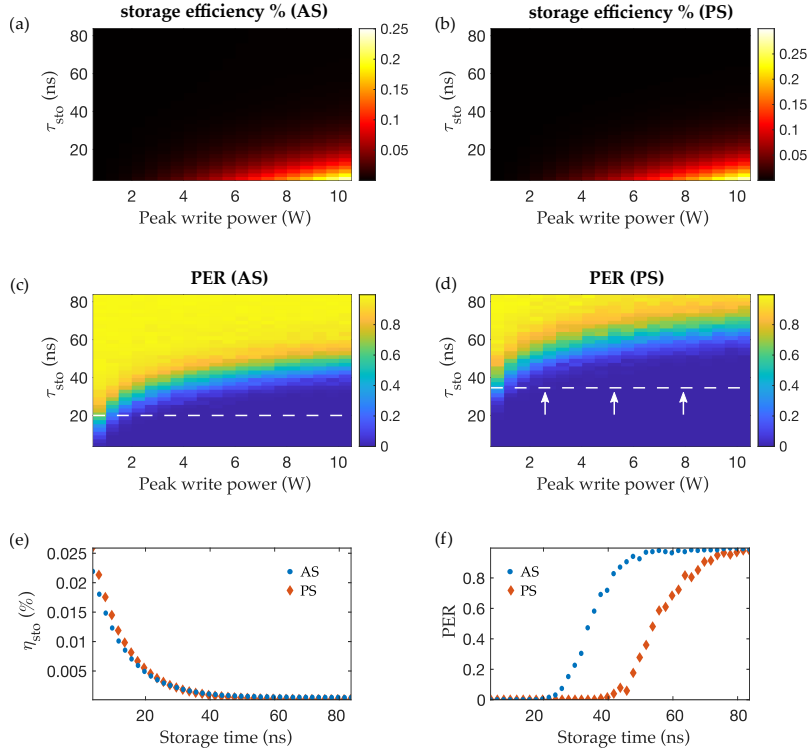 (a) storage efficiency % (AS)
80
60
40
20
τsto (ns)
2 4 6 8 10
Peak write power (W)
0.25
0.2
0.15
0.1
0.05
(b) storage efficiency % (PS)
80
60
40
20
τsto (ns)
2 4 6 8 10
Peak write power (W)
0.25
0.2
0.15
0.1
0.05
(c) PER (AS)
80
60
40
20
τsto (ns)
2 4 6 8 10
Peak write power (W)
0.8
0.6
0.4
0.2
0
(d) PER (PS)
80
60
40
20
τsto (ns)
2 4 6 8 10
Peak write power (W)
0.8
0.6
0.4
0.2
0
(e)
0.025
0.02
0.015
0.01
0.005
ηsto (%)
AS
PS
20 40 60 80
Storage time (ns)
(f)
0.8
0.6
0.4
0.2
0
PER
AS
PS
20 40 60 80
Storage time (ns)